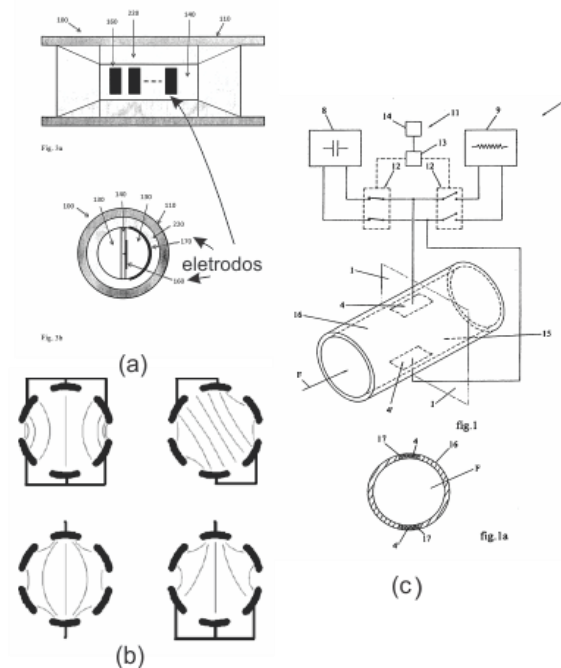 100 160 220 140 110
Fig. 3a
140
100 130 130 110
220
170
160
eletrodos
Fig. 3b
(a)
(b)
14 11
8 13 9
12 12
1
4
16 15
F 4'
1
fig.1
17 4 16
F
4' 17
fig.1a
(c)